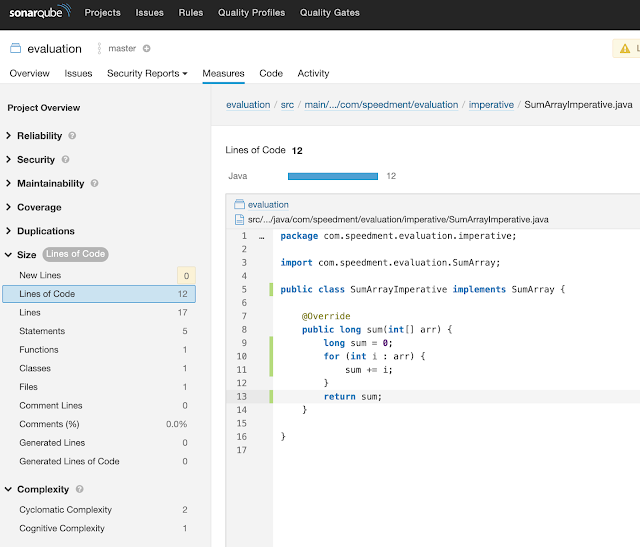 sonarqube Projects Issues Rules Quality Profiles Quality Gates
evaluation master
Overview Issues Security Reports Measures Code Activity
Project Overview
Reliability
Security
Maintainability
Coverage
Duplications
Size Lines of Code
New Lines 0
Lines of Code 12
Lines 17
Statements 5
Functions 1
Classes 1
Files 1
Comment Lines 0
Comments (%) 0.0%
Generated Lines 0
Generated Lines of Code 0
Complexity
Cyclomatic Complexity 2
Cognitive Complexity 1
evaluation / src / main/.../com/speedment/evaluation / imperative / SumArrayImperative.java
Lines of Code 12
Java 12
evaluation
src/.../java/com/speedment/evaluation/imperative/SumArrayImperative.java
1 … package com.speedment.evaluation.imperative;
2
3 import com.speedment.evaluation.SumArray;
4
5 public class SumArrayImperative implements SumArray {
6
7 @Override
8 public long sum(int[] arr) {
9 long sum = 0;
10 for (int i : arr) {
11 sum += i;
12 }
13 return sum;
14 }
15
16 }
17